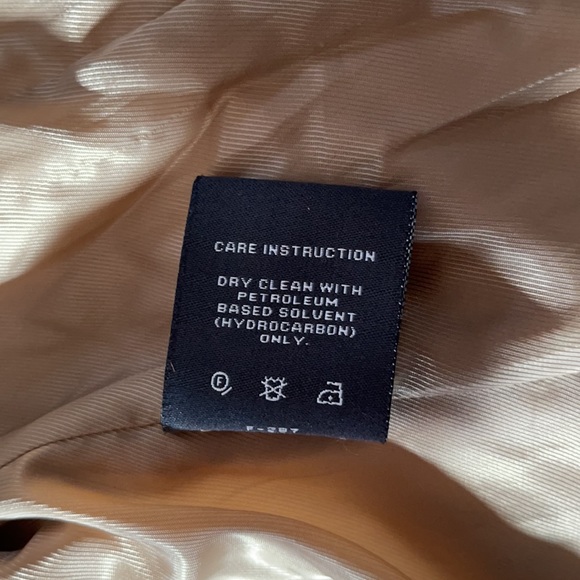 CARE INSTRUCTION
DRY CLEAN WITH
PETROLEUM
BASED SOLVENT
(HYDROCARBON)
ONLY.
F